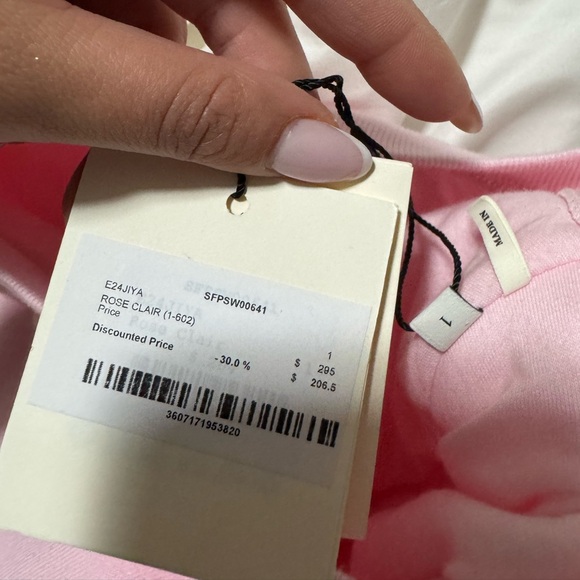 E24JIYA SFPSW00641
ROSE CLAIR (1-602) 1
Price $ 295
Discounted Price - 30.0 % $ 206.5
3607171953820
MADE IN
1